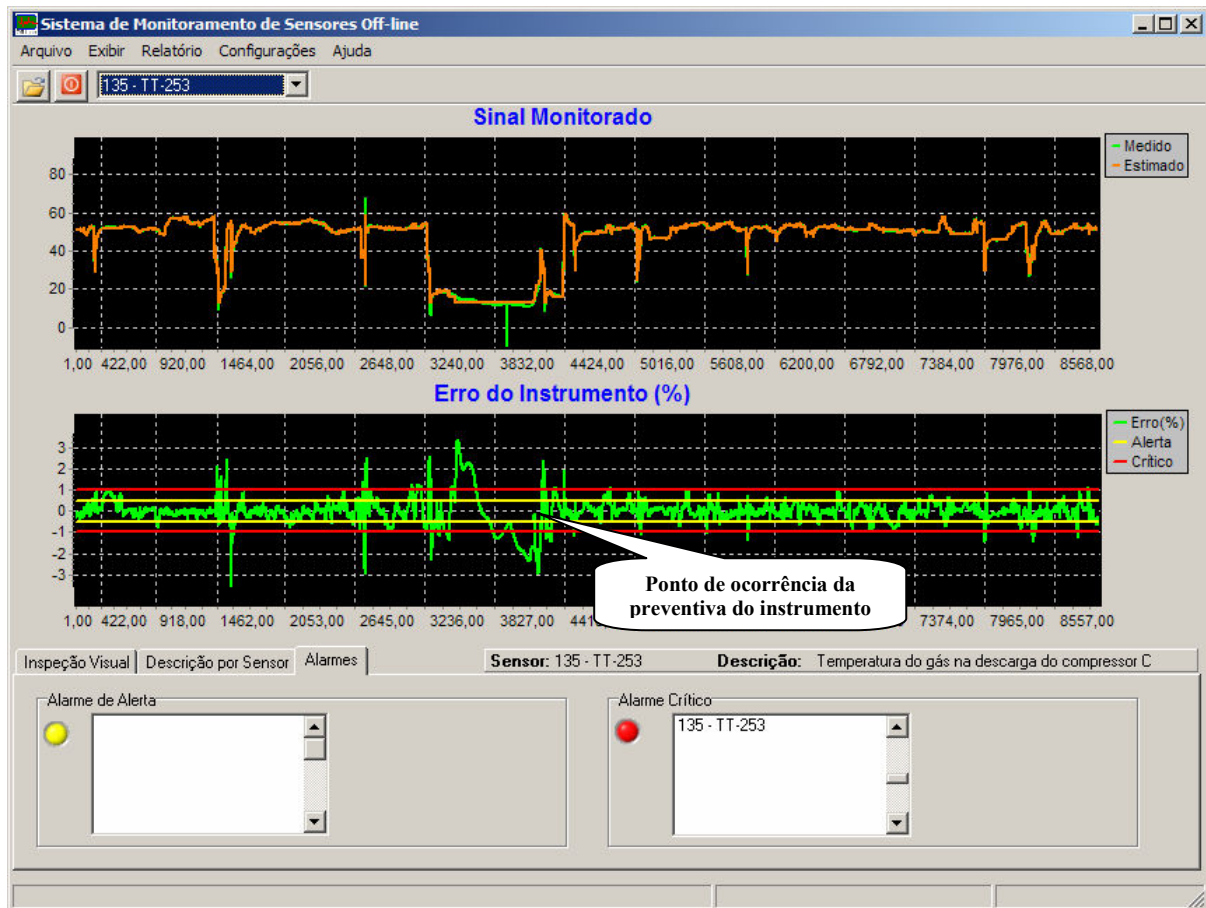 Sistema de Monitoramento de Sensores Off-line
Arquivo Exibir Relatório Configurações Ajuda
135 - TT-253
Sinal Monitorado
Medido
Estimado
80
60
40
20
0
1,00 422,00 920,00 1464,00 2056,00 2648,00 3240,00 3832,00 4424,00 5016,00 5608,00 6200,00 6792,00 7384,00 7976,00 8568,00
Erro do Instrumento (%)
Erro(%)
Alerta
Crítico
3
2
1
0
-1
-2
-3
Ponto de ocorrência da
preventiva do instrumento
1,00 422,00 918,00 1462,00 2053,00 2645,00 3236,00 3827,00 7374,00 7965,00 8557,00
Inspeção Visual Descrição por Sensor Alarmes Sensor: 135 - TT-253 Descrição: Temperatura do gás na descarga do compressor C
Alarme de Alerta
Alarme Crítico
135 - TT-253